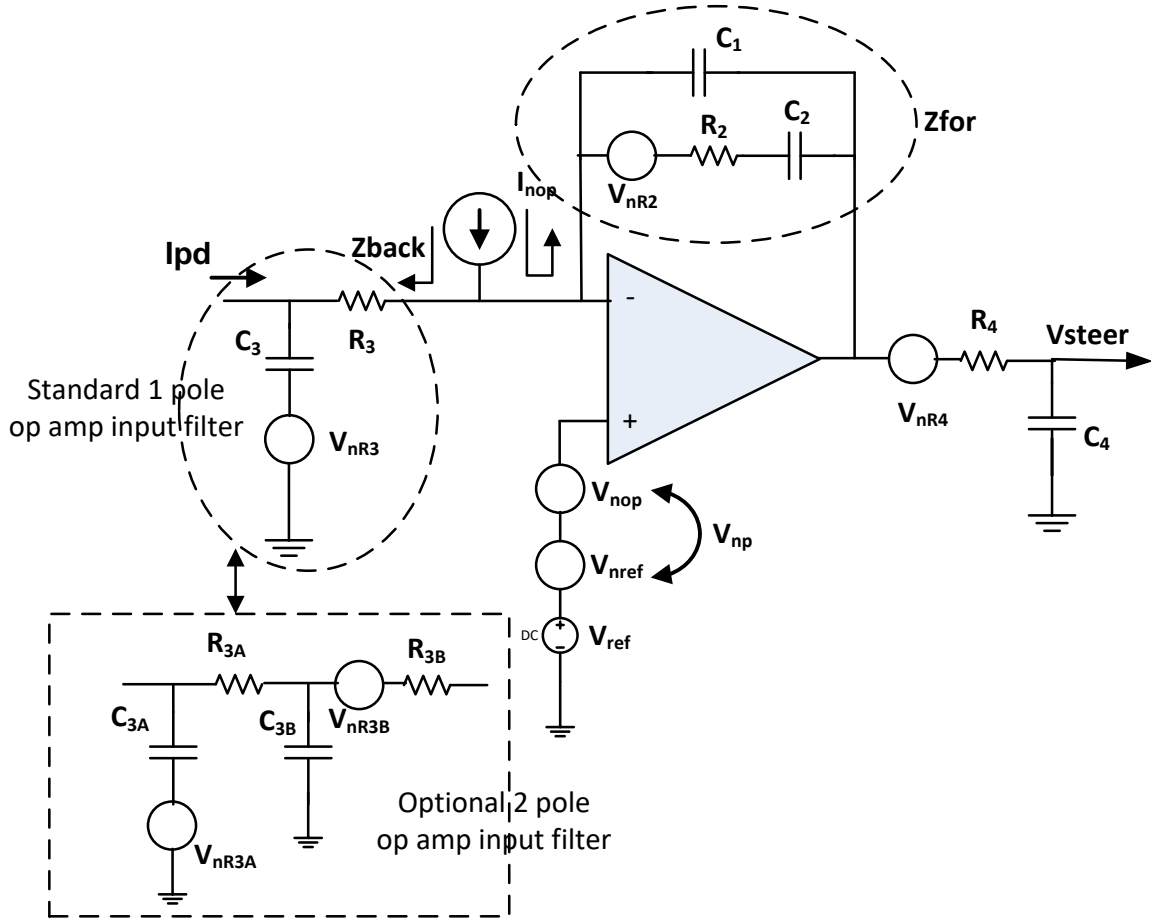 C1
C2
R2
Zfor
VnR2
Inop
Zback
Ipd
-
R3
C3
R4
Vsteer
Standard 1 pole
op amp input filter
VnR3
+
VnR4
C4
Vnop
Vnp
Vnref
DC
+
-
Vref
R3A
R3B
C3A
C3B
VnR3B
Optional 2 pole
op amp input filter
VnR3A